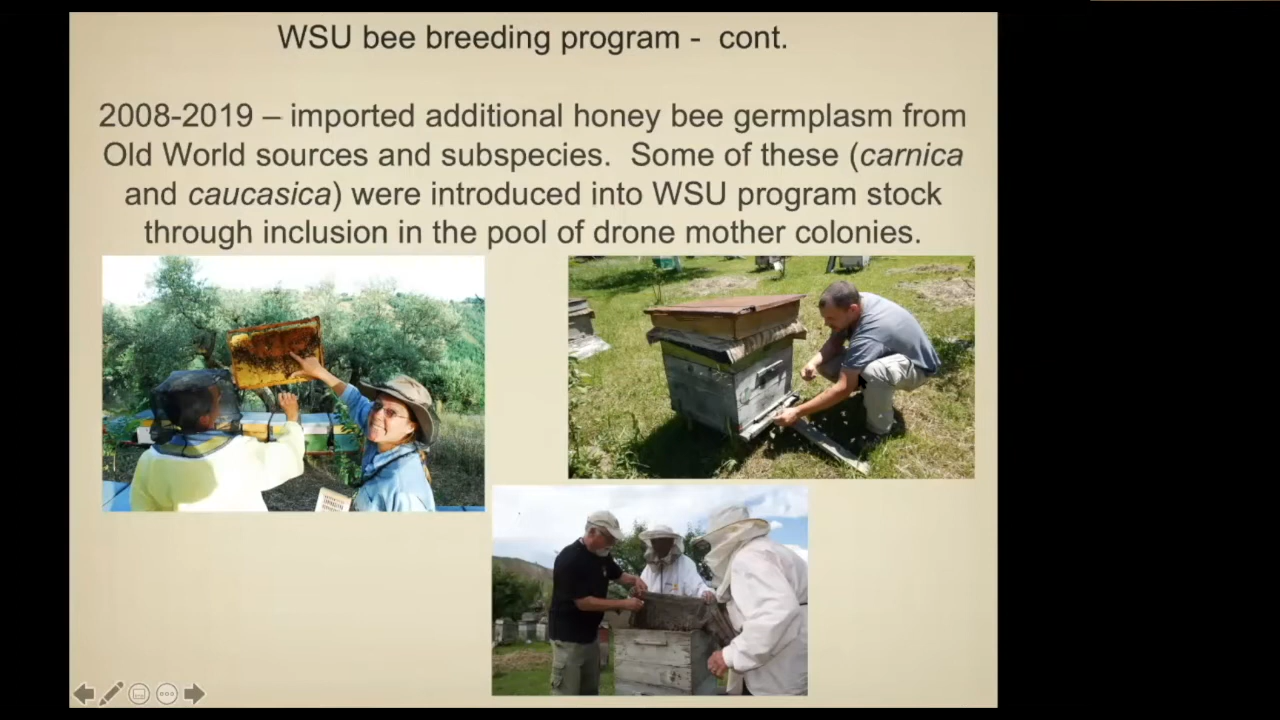 WSU bee breeding program - cont.
2008-2019 – imported additional honey bee germplasm from
Old World sources and subspecies. Some of these (carnica
and caucasica) were introduced into WSU program stock
through inclusion in the pool of drone mother colonies.